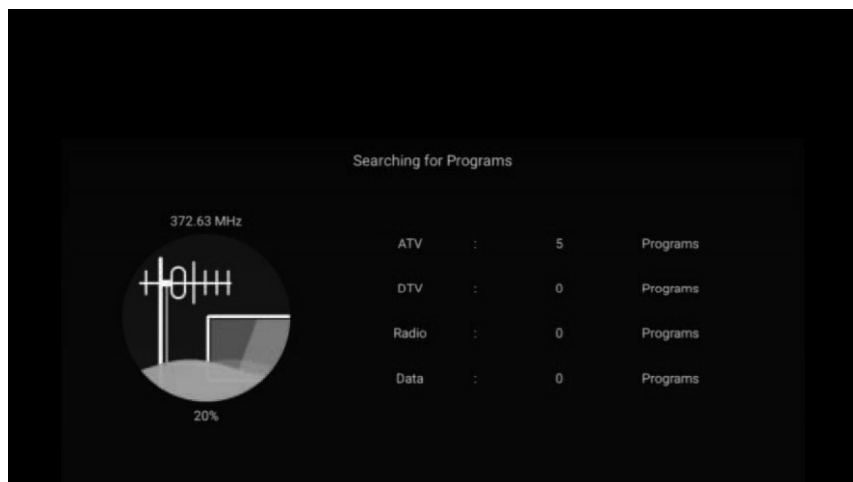 Searching for Programs
372.63 MHz
ATV : 5 Programs
DTV : 0 Programs
Radio : 0 Programs
Data : 0 Programs
20%